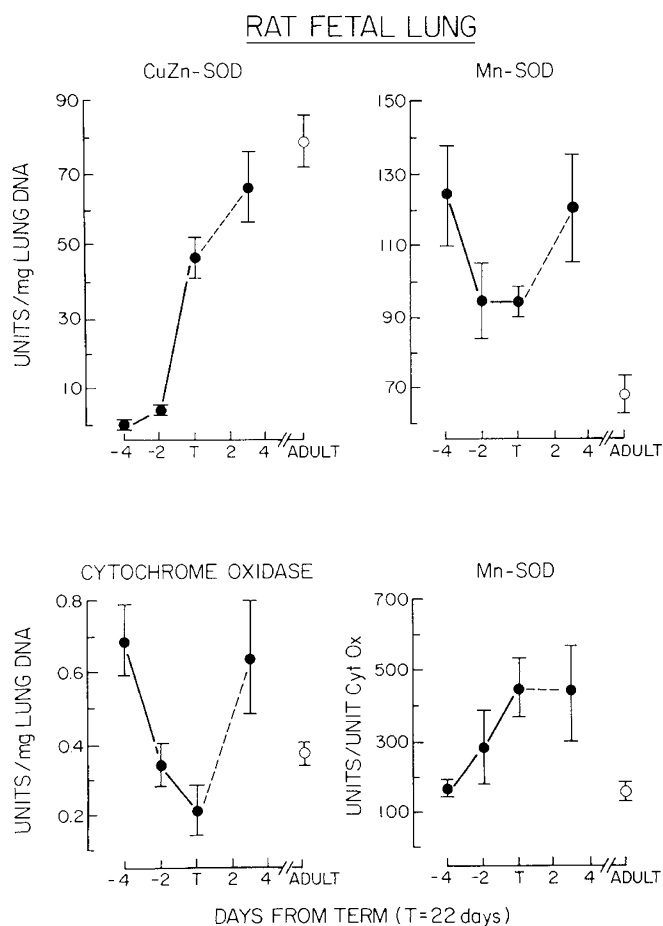 RAT FETAL LUNG
CuZn-SOD
UNITS/mg LUNG DNA
90
70
50
30
10
-4 -2 T 2 4 ADULT
Mn-SOD
150
130
110
90
70
-4 -2 T 2 4 ADULT
CYTOCHROME OXIDASE
UNITS/mg LUNG DNA
0.8
0.6
0.4
0.2
-4 -2 T 2 4 ADULT
Mn-SOD
UNITS/UNIT Cyt Ox
700
500
300
100
-4 -2 T 2 4 ADULT
DAYS FROM TERM (T=22 days)